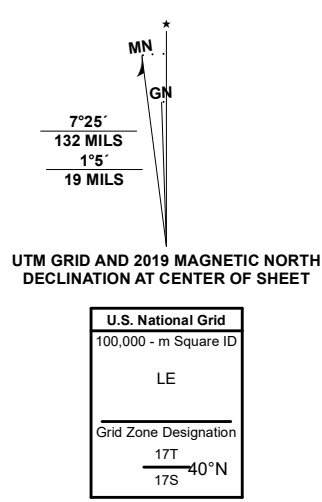 ★
MN
GN
7°25´
132 MILS
1°5´
19 MILS
UTM GRID AND 2019 MAGNETIC NORTH
DECLINATION AT CENTER OF SHEET
U.S. National Grid
100,000 - m Square ID
LE
Grid Zone Designation
17T
40°N
17S